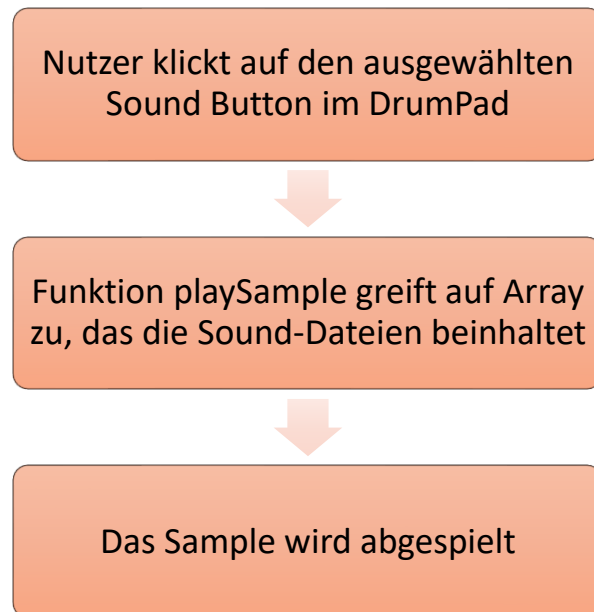 Nutzer klickt auf den ausgewählten
Sound Button im DrumPad
Funktion playSample greift auf Array
zu, das die Sound-Dateien beinhaltet
Das Sample wird abgespielt